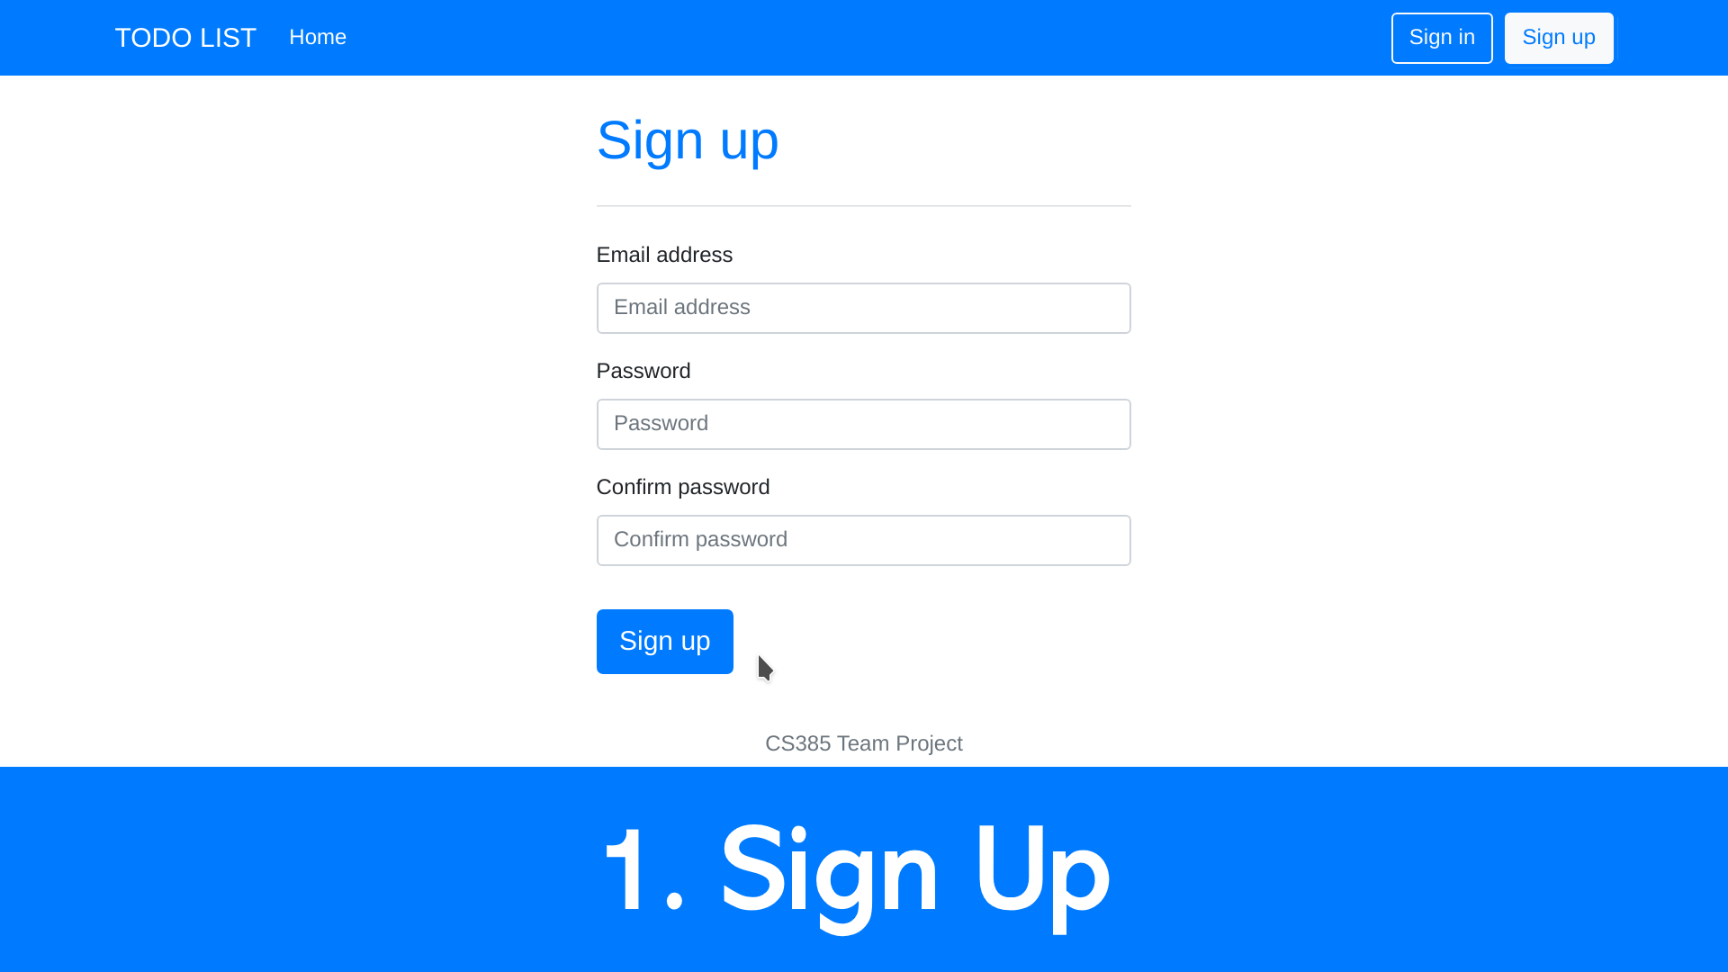 TODO LIST Home Sign in Sign up
Sign up
Email address
Email address
Password
Password
Confirm password
Confirm password
Sign up
CS385 Team Project
1. Sign Up